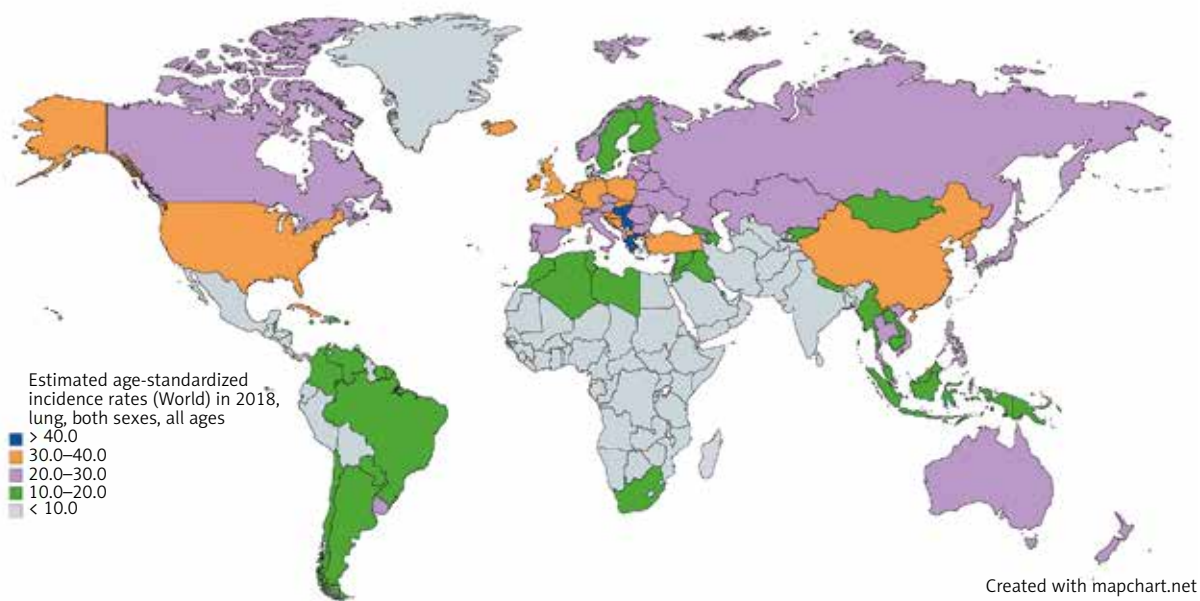 Estimated age-standardized
incidence rates (World) in 2018,
lung, both sexes, all ages
> 40.0
30.0–40.0
20.0–30.0
10.0–20.0
< 10.0
Created with mapchart.net